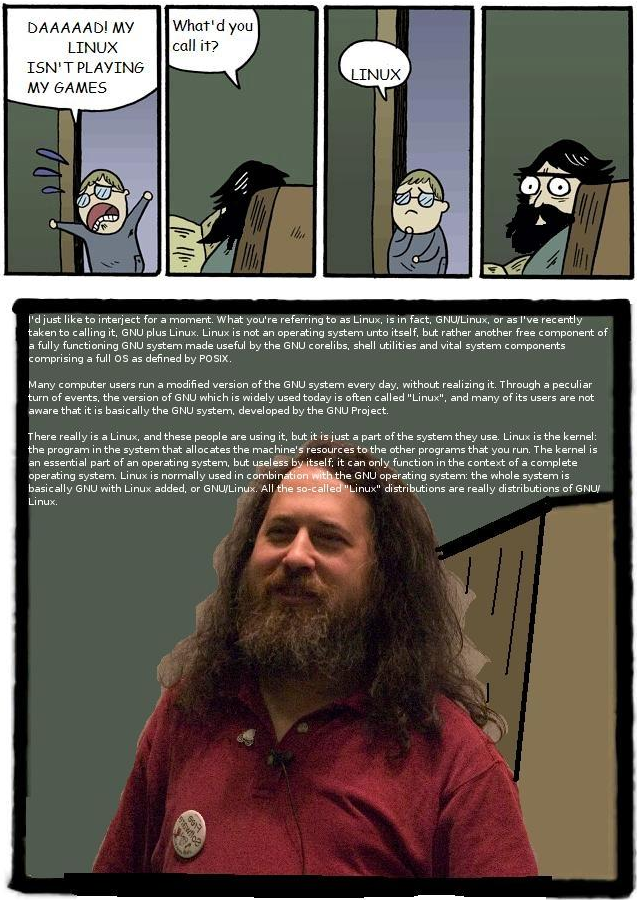 DAAAAAD! MY
LINUX
ISN'T PLAYING
MY GAMES
What'd you
call it?
LINUX
I'd just like to interject for a moment. What you're referring to as Linux, is in fact, GNU/Linux, or as I've recently
taken to calling it, GNU plus Linux. Linux is not an operating system unto itself, but rather another free component of
a fully functioning GNU system made useful by the GNU corelibs, shell utilities and vital system components
comprising a full OS as defined by POSIX.
Many computer users run a modified version of the GNU system every day, without realizing it. Through a peculiar
turn of events, the version of GNU which is widely used today is often called "Linux", and many of its users are not
aware that it is basically the GNU system, developed by the GNU Project.
There really is a Linux, and these people are using it, but it is just a part of the system they use. Linux is the kernel:
the program in the system that allocates the machine's resources to the other programs that you run. The kernel is
an essential part of an operating system, but useless by itself; it can only function in the context of a complete
operating system. Linux is normally used in combination with the GNU operating system: the whole system is
basically GNU with Linux added, or GNU/Linux. All the so-called "Linux" distributions are really distributions of GNU/
Linux.